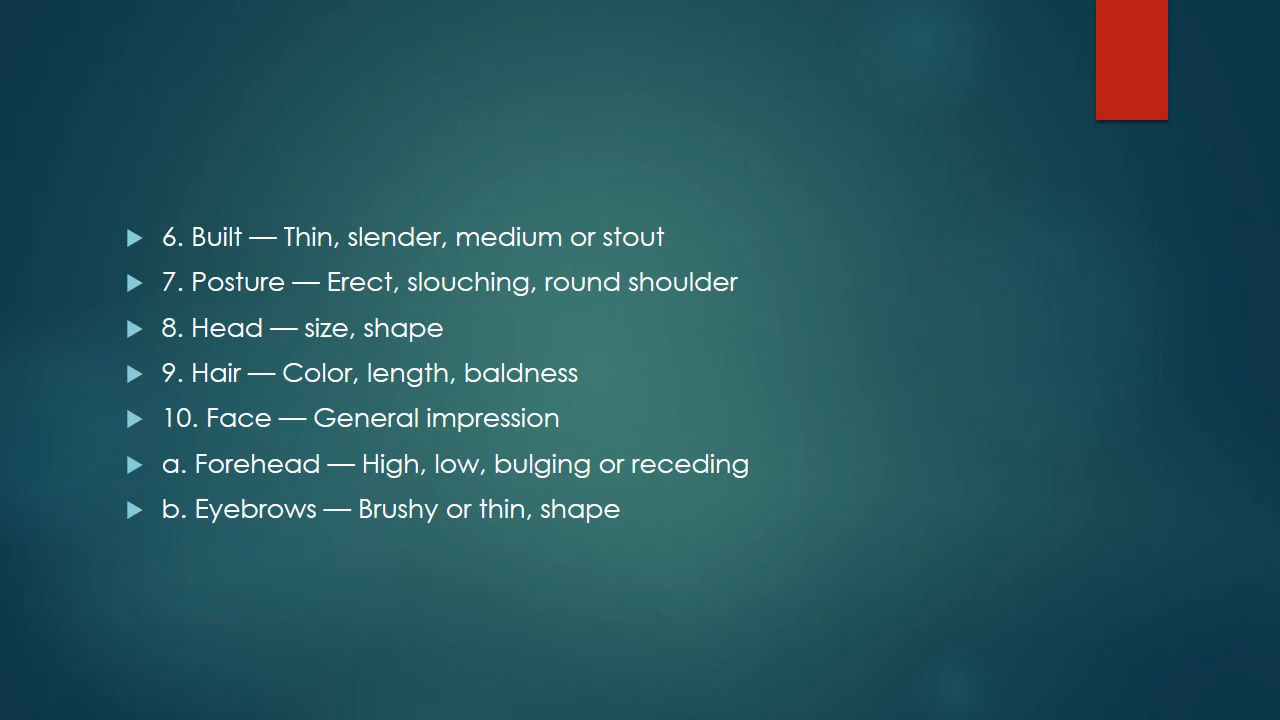 6. Built — Thin, slender, medium or stout
7. Posture — Erect, slouching, round shoulder
8. Head — size, shape
9. Hair — Color, length, baldness
10. Face — General impression
a. Forehead — High, low, bulging or receding
b. Eyebrows — Brushy or thin, shape